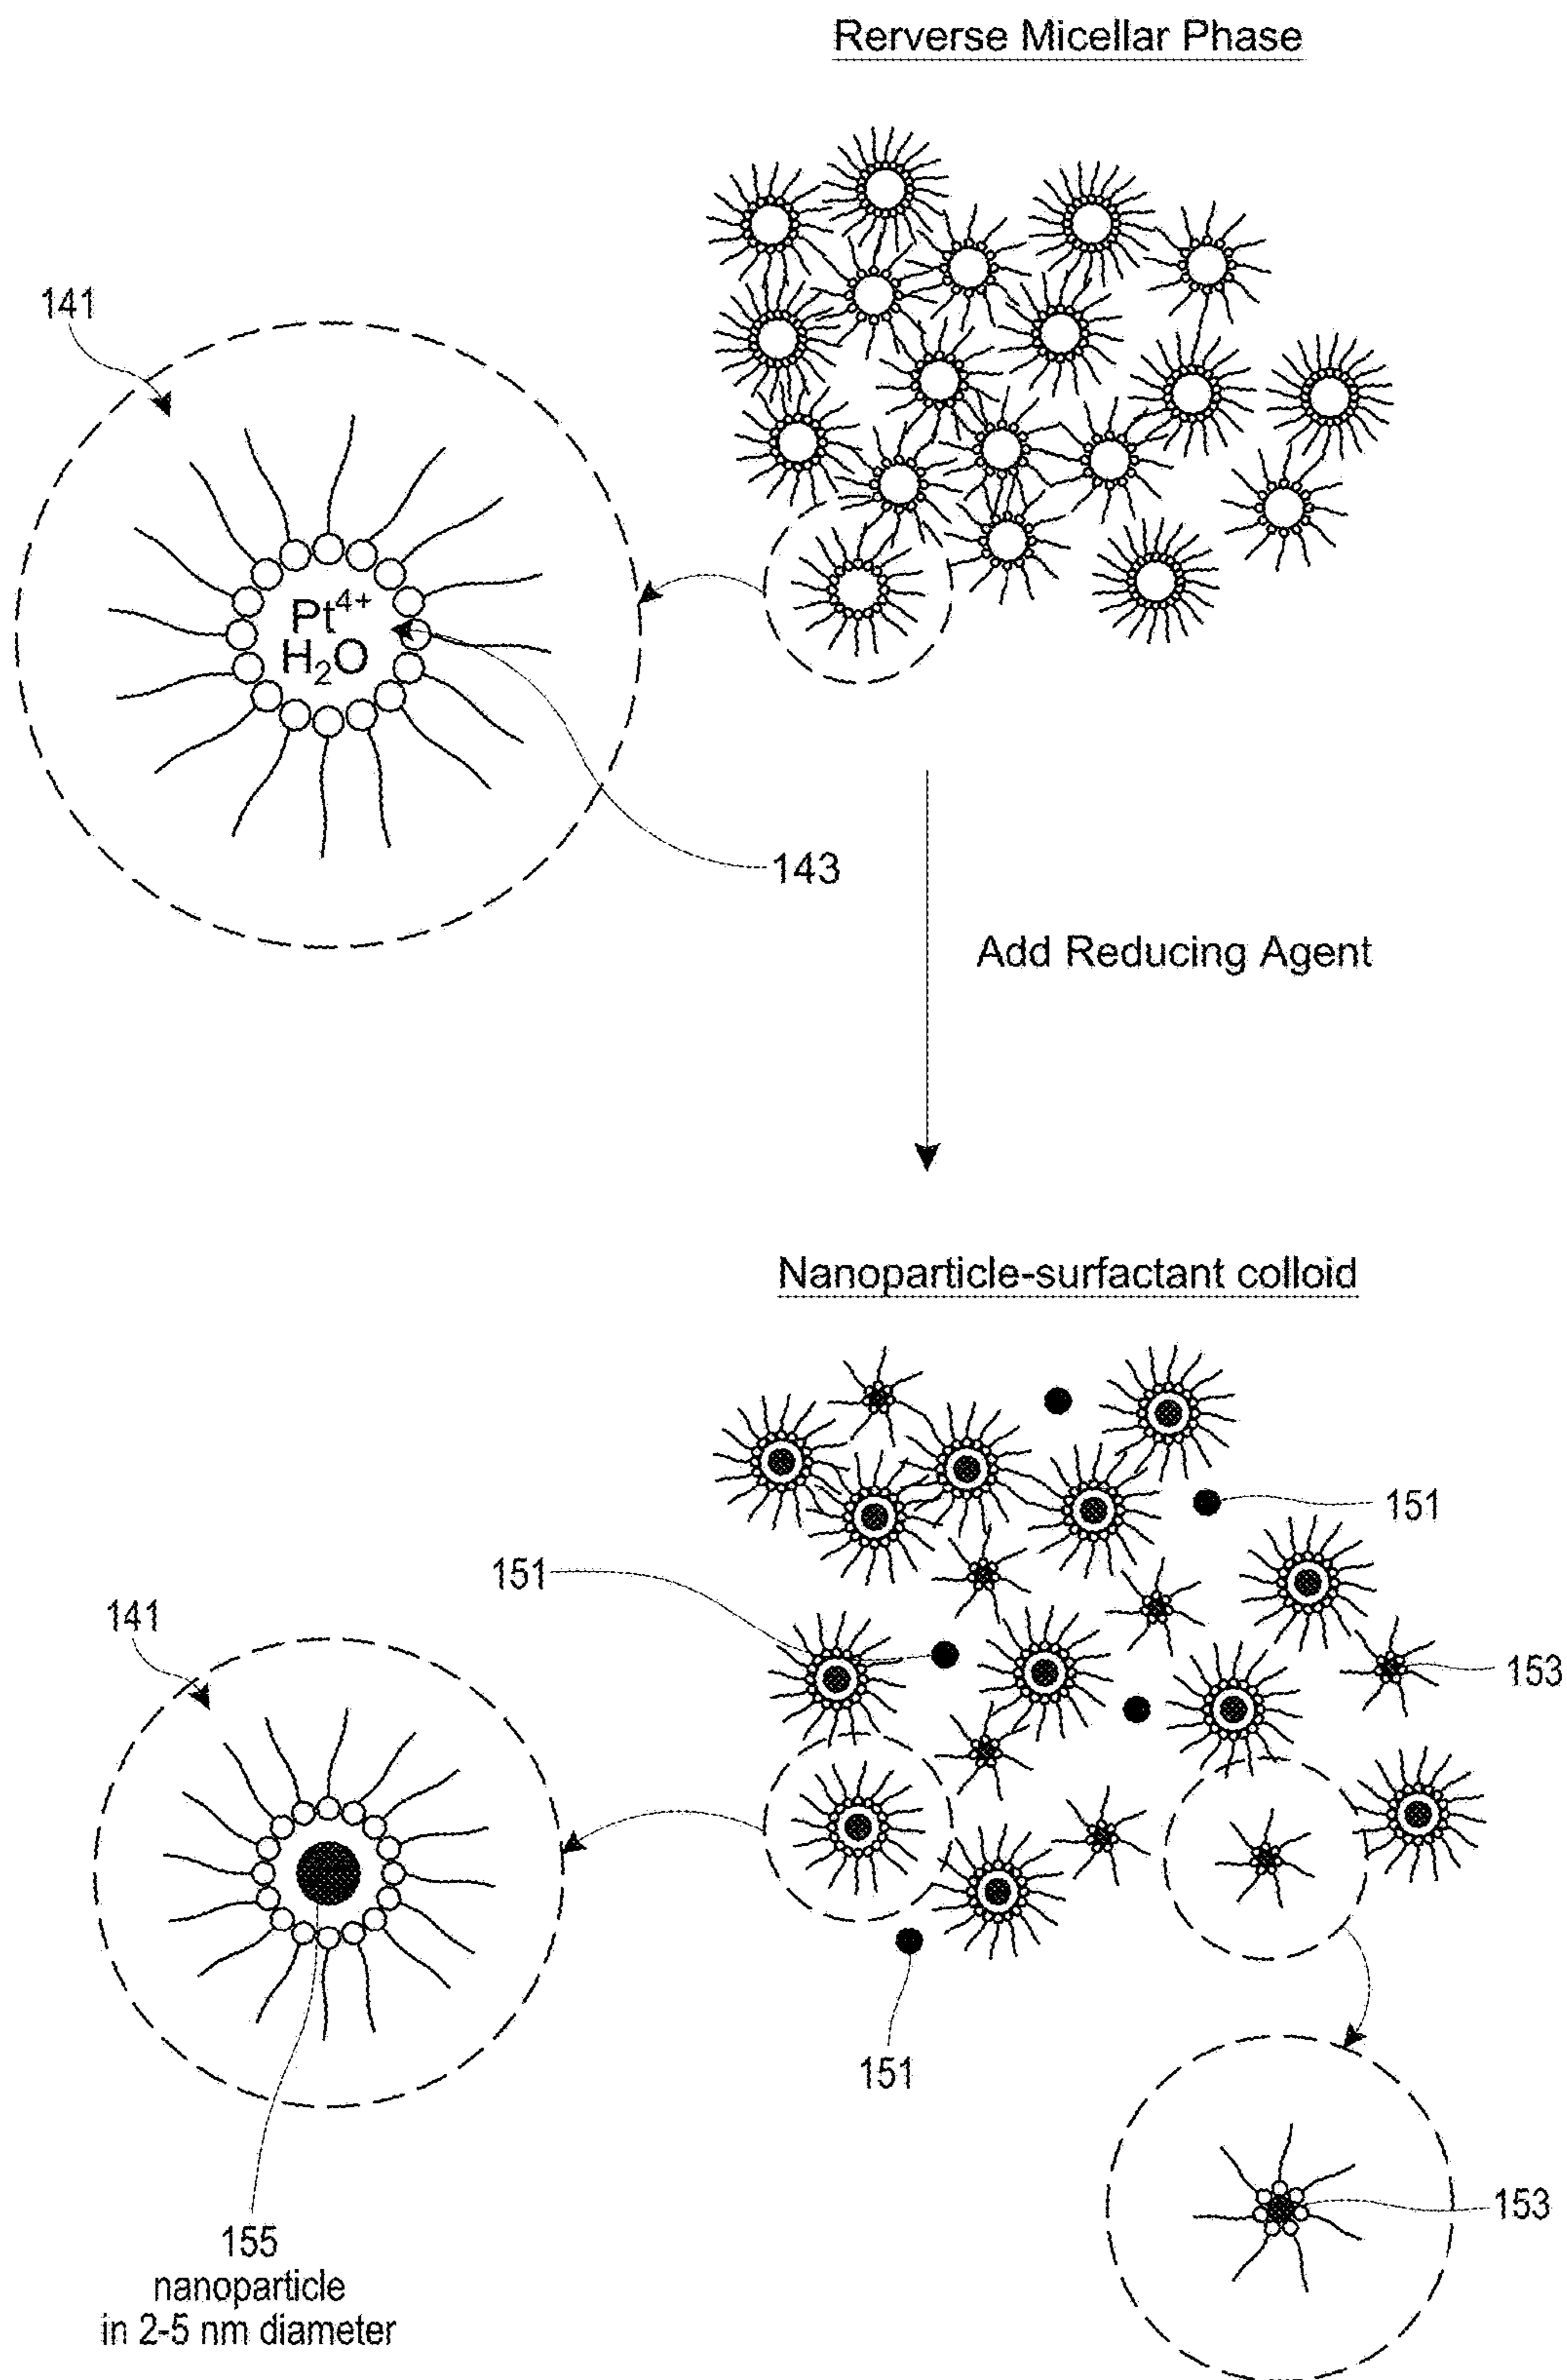 Rerverse Micellar Phase
141
Pt4+
H2O
143
Add Reducing Agent
Nanoparticle-surfactant colloid
151
151
141
153
151
153
155
nanoparticle
in 2-5 nm diameter